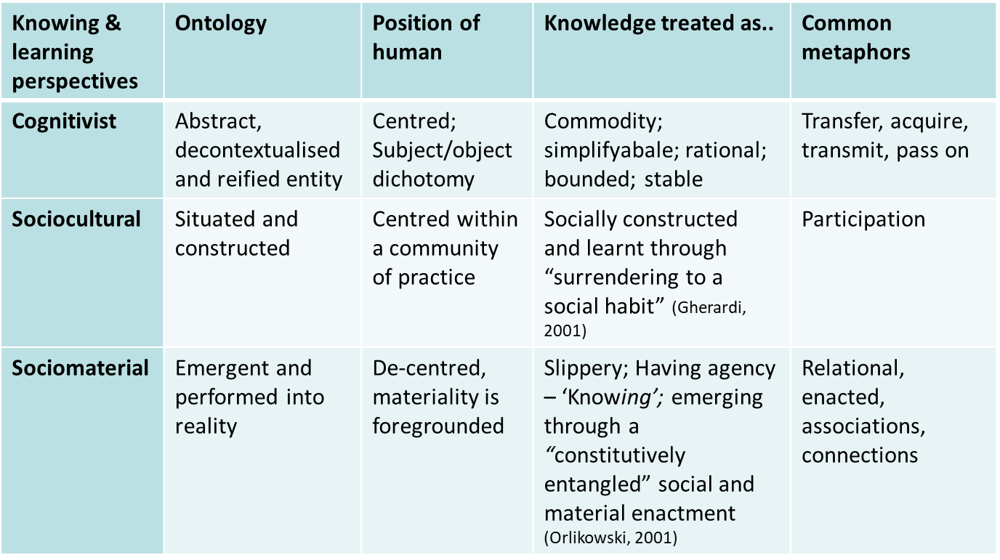 Knowing &
learning
perspectives
Ontology
Position of
human
Knowledge treated as..
Common
metaphors
Cognitivist
Abstract,
decontextualised
and reified entity
Centred;
Subject/object
dichotomy
Commodity;
simplifyabale; rational;
bounded; stable
Transfer, acquire,
transmit, pass on
Sociocultural
Situated and
constructed
Centred within
a community
of practice
Socially constructed
and learnt through
“surrendering to a
social habit” (Gherardi,
2001)
Participation
Sociomaterial
Emergent and
performed into
reality
De-centred,
materiality is
foregrounded
Slippery; Having agency
– ‘Knowing’; emerging
through a
“constitutively
entangled” social and
material enactment
(Orlikowski, 2001)
Relational,
enacted,
associations,
connections